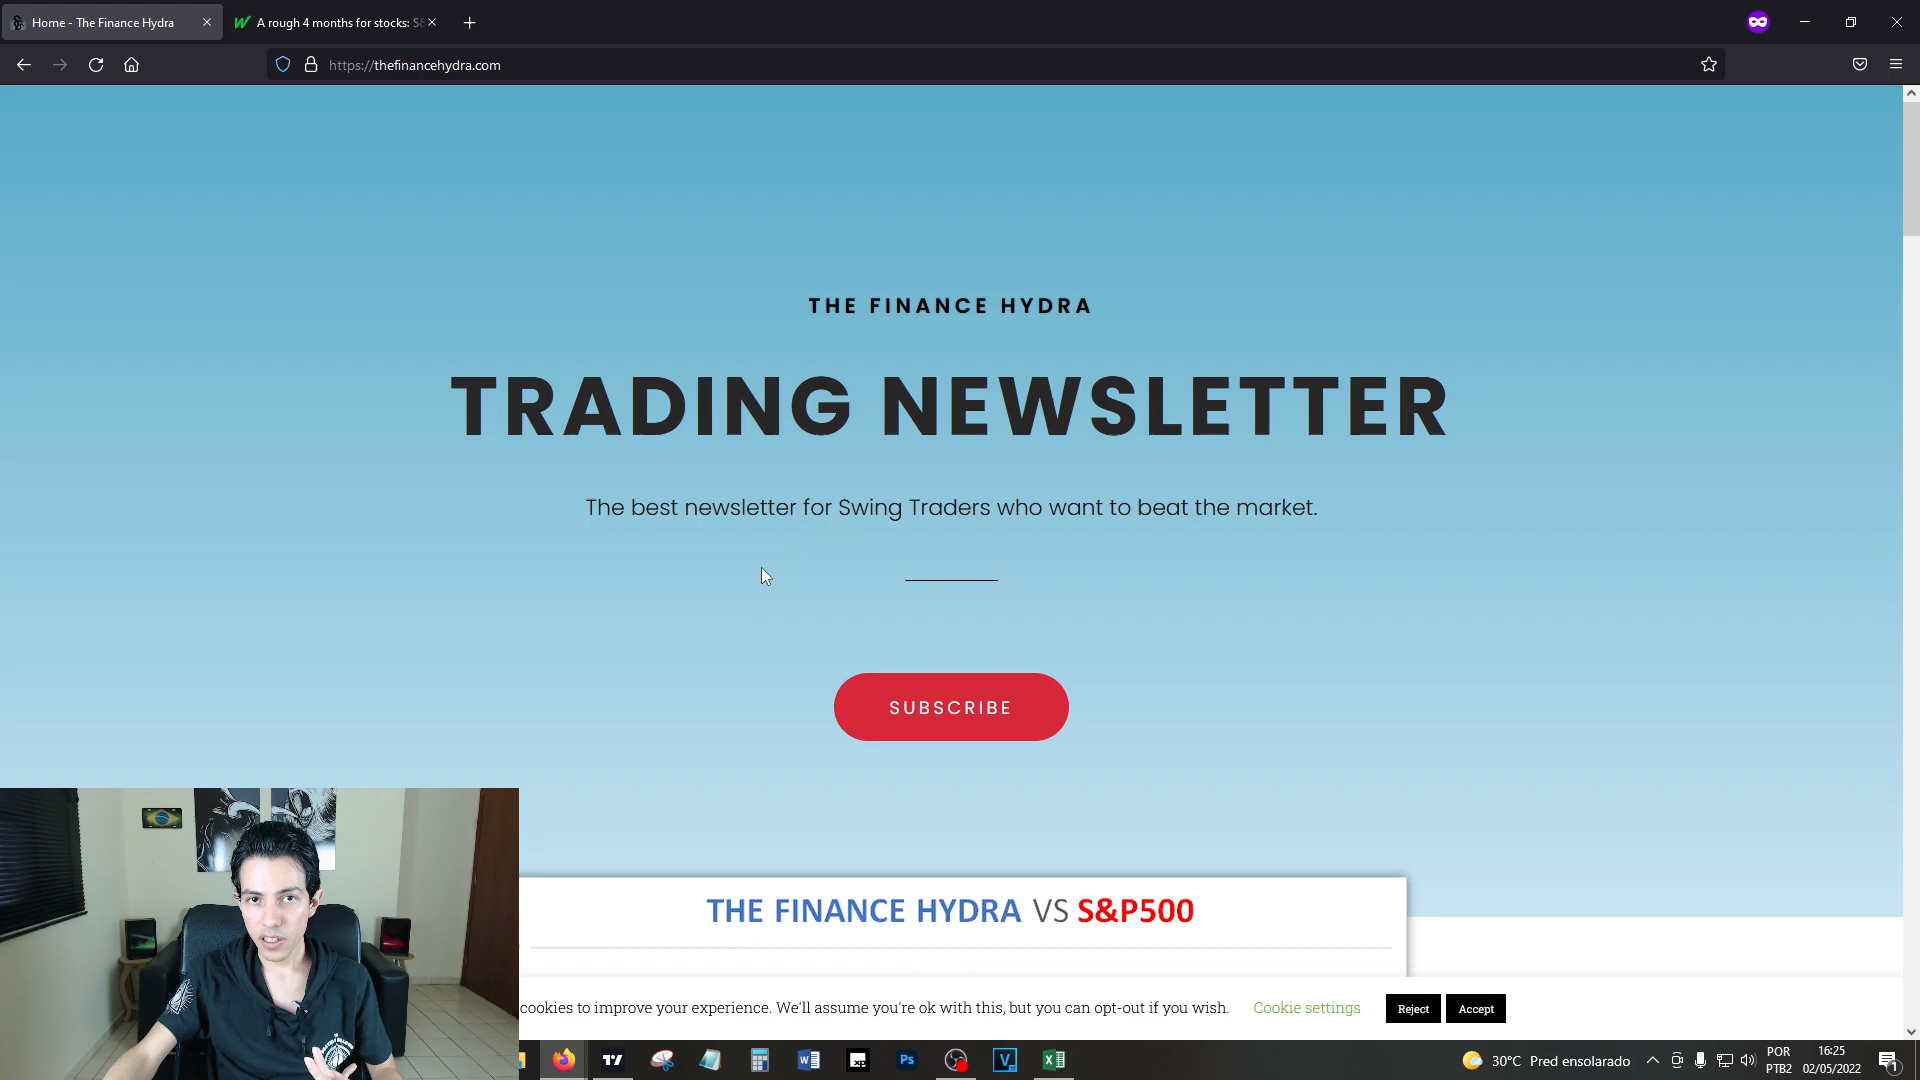 Home - The Finance Hydra
A rough 4 months for stocks: S&
https://thefinancehydra.com
THE FINANCE HYDRA
TRADING NEWSLETTER
The best newsletter for Swing Traders who want to beat the market.
SUBSCRIBE
THE FINANCE HYDRA VS S&P500
cookies to improve your experience. We'll assume you're ok with this, but you can opt-out if you wish.
Cookie settings
Reject
Accept
30°C Pred ensolarado
POR
PTB2
16:25
02/05/2022